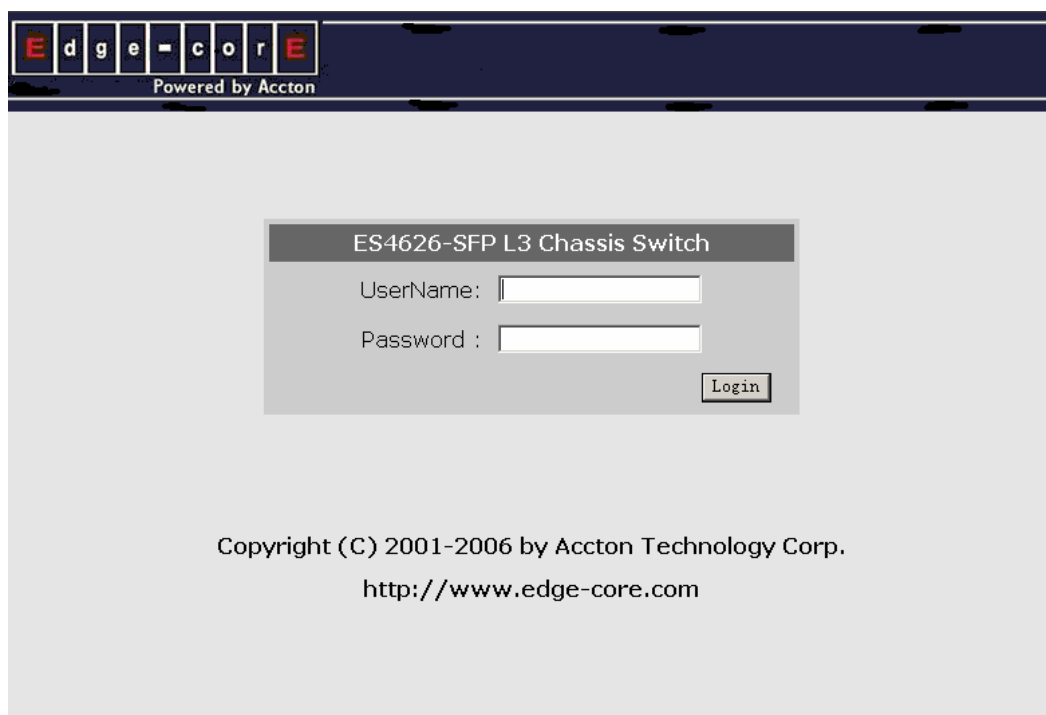 Edge-corE
Powered by Accton
ES4626-SFP L3 Chassis Switch
UserName:
Password :
Login
Copyright (C) 2001-2006 by Accton Technology Corp.
http://www.edge-core.com